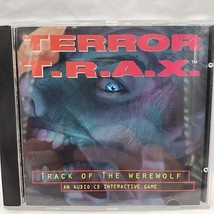 TERROR
T.R.A.X.™
TRACK OF THE WEREWOLF
AN AUDIO CD INTERACTIVE GAME